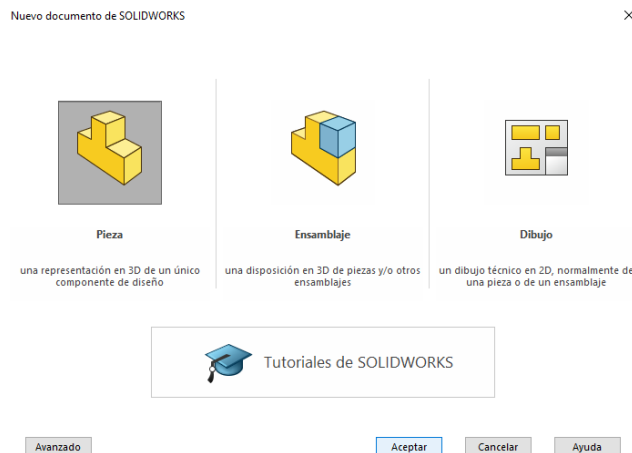 Nuevo documento de SOLIDWORKS
Pieza
una representación en 3D de un único
componente de diseño
Ensamblaje
una disposición en 3D de piezas y/o otros
ensamblajes
Dibujo
un dibujo técnico en 2D, normalmente de
una pieza o de un ensamblaje
Tutoriales de SOLIDWORKS
Avanzado
Aceptar
Cancelar
Ayuda